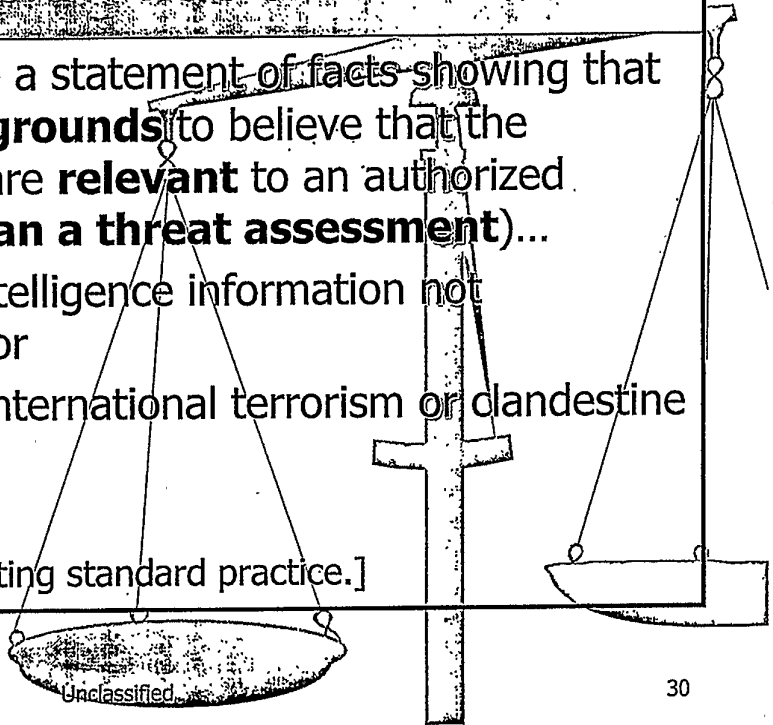 a statement of facts showing that
grounds to believe that the
are relevant to an authorized
an a threat assessment)...
telligence information not
or
nternational terrorism or clandestine
ting standard practice.]
Unclassified
30